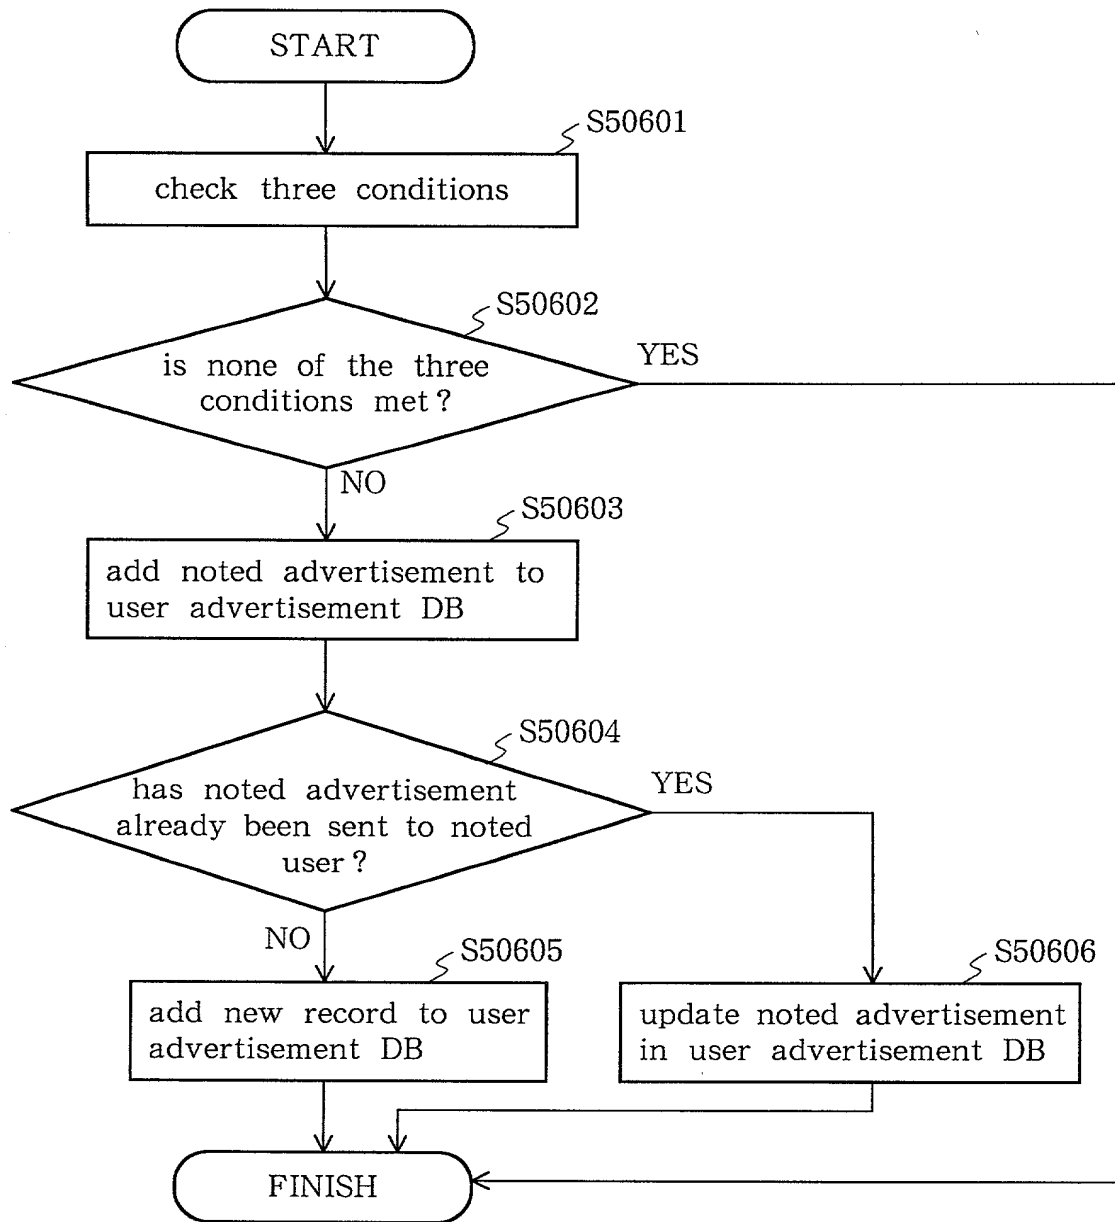 START
S50601
check three conditions
S50602
is none of the three
conditions met?
YES
NO
S50603
add noted advertisement to
user advertisement DB
S50604
has noted advertisement
already been sent to noted
user?
YES
NO
S50605
add new record to user
advertisement DB
S50606
update noted advertisement
in user advertisement DB
FINISH